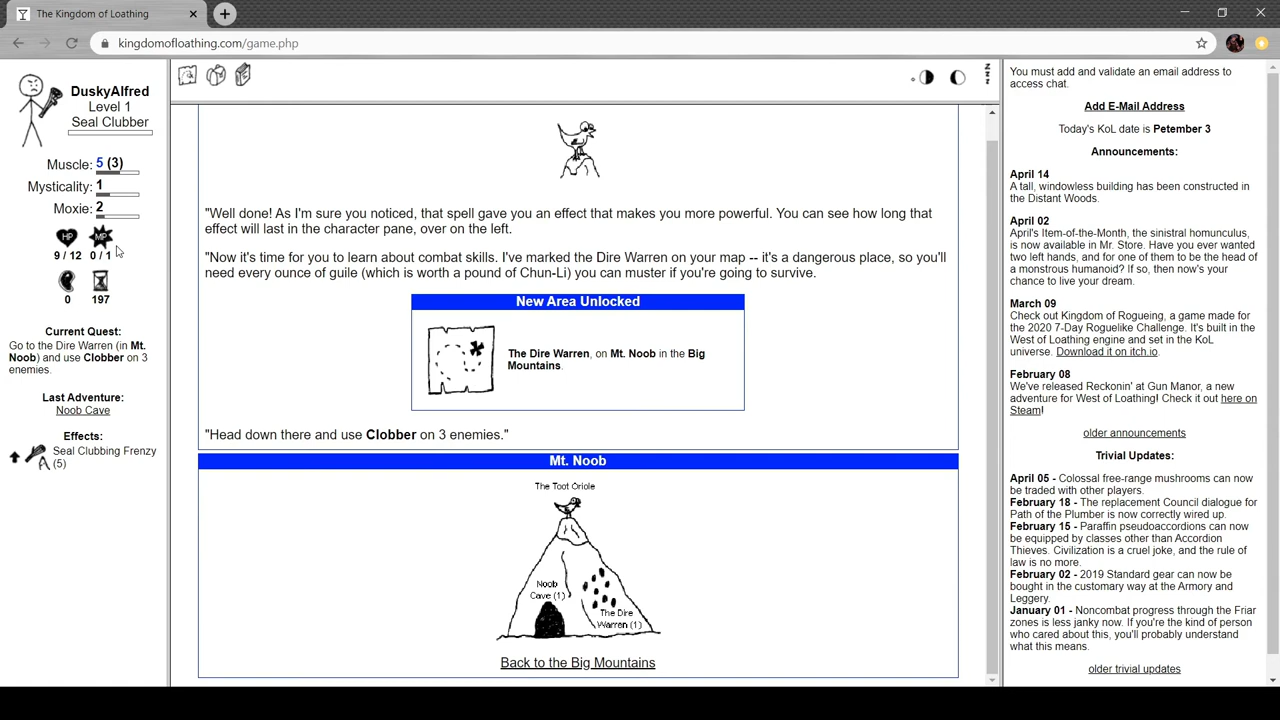 The Kingdom of Loathing
kingdomofloathing.com/game.php
DuskyAlfred
Level 1
Seal Clubber
Muscle: 5 (3)
Mysticality: 1
Moxie: 2
HP
MP
9 / 12
0 / 1
0
197
Current Quest:
Go to the Dire Warren (in Mt.
Noob) and use Clobber on 3
enemies.
Last Adventure:
Noob Cave
Effects:
Seal Clubbing Frenzy
(5)
"Well done! As I'm sure you noticed, that spell gave you an effect that makes you more powerful. You can see how long that
effect will last in the character pane, over on the left.
"Now it's time for you to learn about combat skills. I've marked the Dire Warren on your map -- it's a dangerous place, so you'll
need every ounce of guile (which is worth a pound of Chun-Li) you can muster if you're going to survive.
New Area Unlocked
The Dire Warren, on Mt. Noob in the Big
Mountains.
"Head down there and use Clobber on 3 enemies."
Mt. Noob
The Toot Oriole
Noob
Cave (1)
The Dire
Warren (1)
Back to the Big Mountains
z
z
z
You must add and validate an email address to
access chat.
Add E-Mail Address
Today's KoL date is Petember 3
Announcements:
April 14
A tall, windowless building has been constructed in
the Distant Woods.
April 02
April's Item-of-the-Month, the sinistral homunculus,
is now available in Mr. Store. Have you ever wanted
two left hands, and for one of them to be the head of
a monstrous humanoid? If so, then now's your
chance to live your dream.
March 09
Check out Kingdom of Rogueing, a game made for
the 2020 7-Day Roguelike Challenge. It's built in the
West of Loathing engine and set in the KoL
universe. Download it on itch.io.
February 08
We've released Reckonin' at Gun Manor, a new
adventure for West of Loathing! Check it out here on
Steam!
older announcements
Trivial Updates:
April 05 - Colossal free-range mushrooms can now
be traded with other players.
February 18 - The replacement Council dialogue for
Path of the Plumber is now correctly wired up.
February 15 - Paraffin pseudoaccordions can now
be equipped by classes other than Accordion
Thieves. Civilization is a cruel joke, and the rule of
law is no more.
February 02 - 2019 Standard gear can now be
bought in the customary way at the Armory and
Leggery.
January 01 - Noncombat progress through the Friar
zones is less janky now. If you're the kind of person
who cared about this, you'll probably understand
what this means.
older trivial updates